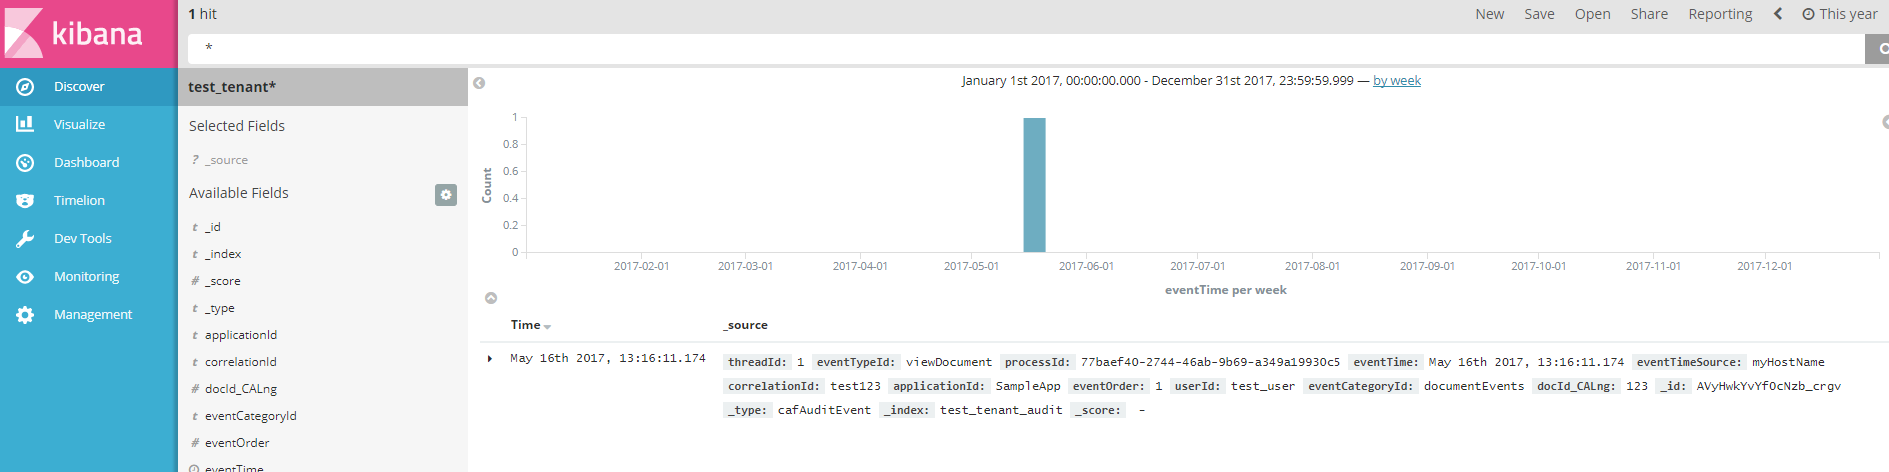 kibana
Discover
Visualize
Dashboard
Timelion
Dev Tools
Monitoring
Management
1 hit
New Save Open Share Reporting This year
*
test_tenant*
Selected Fields
? _source
Available Fields
t _id
t _index
# _score
t _type
t applicationId
t correlationId
# docId_CALng
t eventCategoryId
# eventOrder
eventTime
January 1st 2017, 00:00:00.000 - December 31st 2017, 23:59:59.999 — by week
Count
1
0.8
0.6
0.4
0.2
0
2017-02-01 2017-03-01 2017-04-01 2017-05-01 2017-06-01 2017-07-01 2017-08-01 2017-09-01 2017-10-01 2017-11-01 2017-12-01
eventTime per week
Time _source
May 16th 2017, 13:16:11.174 threadId: 1 eventTypeId: viewDocument processId: 77baef40-2744-46ab-9b69-a349a19930c5 eventTime: May 16th 2017, 13:16:11.174 eventTimeSource: myHostName
correlationId: test123 applicationId: SampleApp eventOrder: 1 userId: test_user eventCategoryId: documentEvents docId_CALng: 123 _id: AVyHwkYvYfOcNzb_crgv
_type: cafAuditEvent _index: test_tenant_audit _score: -